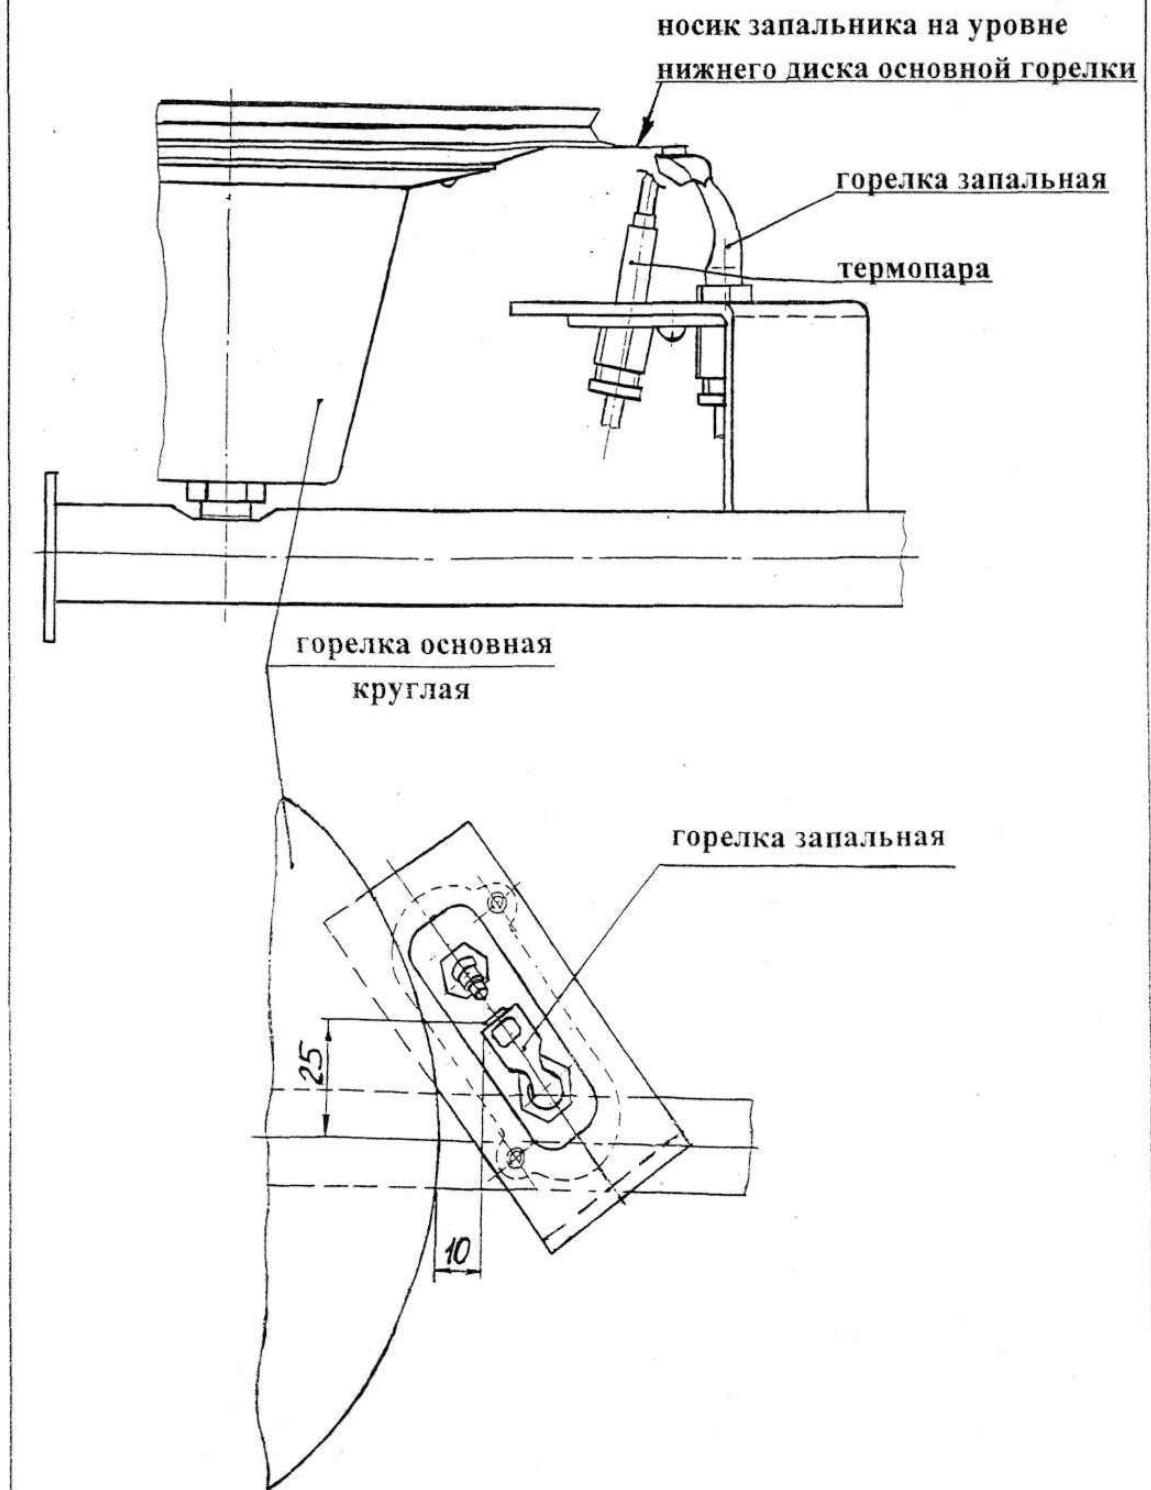 носик запальника на уровне
нижнего диска основной горелки
горелка запальная
термопара
горелка основная
круглая
горелка запальная
25
10